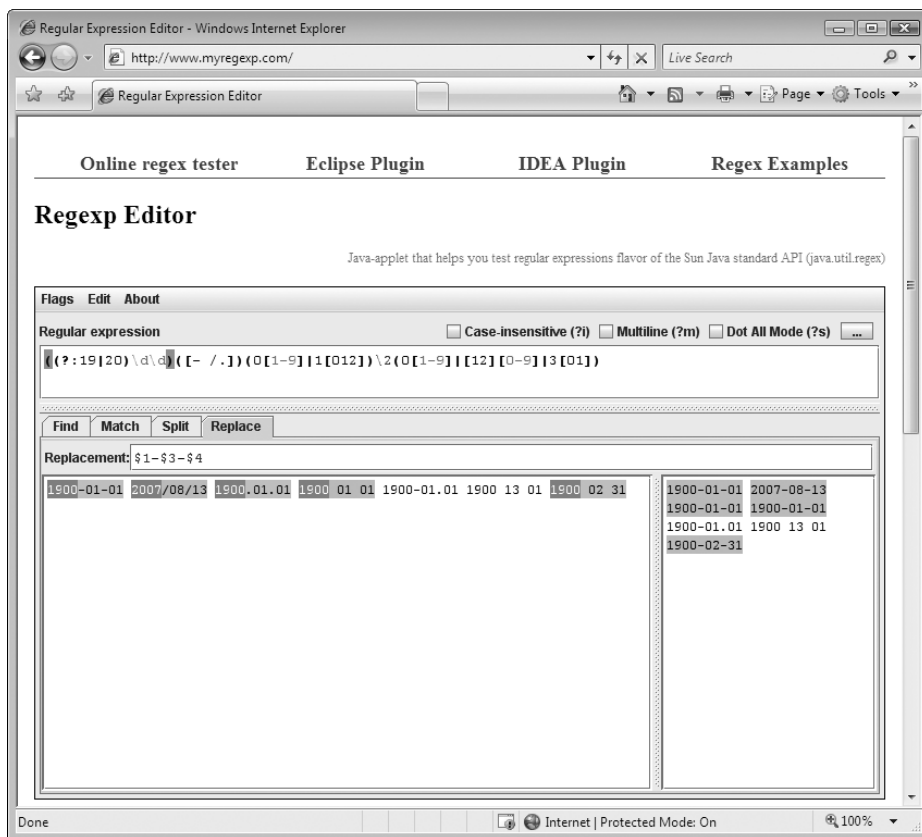 Regular Expression Editor - Windows Internet Explorer
http://www.myregexp.com/
Live Search
Regular Expression Editor
Page
Tools
Online regex tester Eclipse Plugin IDEA Plugin Regex Examples
Regexp Editor
Java-applet that helps you test regular expressions flavor of the Sun Java standard API (java.util.regex)
Flags Edit About
Regular expression Case-insensitive (?i) Multiline (?m) Dot All Mode (?s) ...
((?:19|20)\d\d)([- /.])(0[1-9]|1[012])\2(0[1-9]|[12][0-9]|3[01])
Find Match Split Replace
Replacement: $1-$3-$4
1900-01-01 2007/08/13 1900.01.01 1900 01 01 1900-01.01 1900 13 01 1900 02 31
1900-01-01 2007-08-13
1900-01-01 1900-01-01
1900-01.01 1900 13 01
1900-02-31
Done Internet | Protected Mode: On 100%